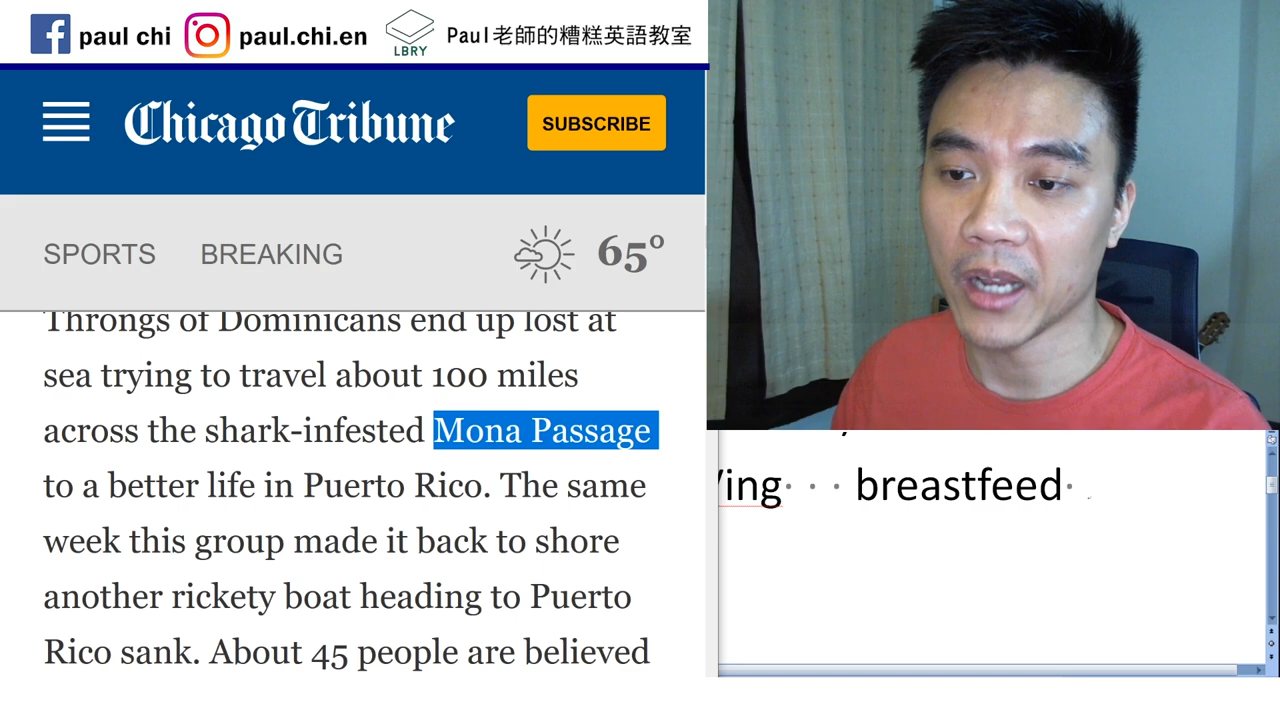 paul chi paul.chi.en LBRY Paul老師的糟糕英語教室
Chicago Tribune SUBSCRIBE
SPORTS BREAKING 65º
Throngs of Dominicans end up lost at
sea trying to travel about 100 miles
across the shark-infested Mona Passage
to a better life in Puerto Rico. The same
week this group made it back to shore
another rickety boat heading to Puerto
Rico sank. About 45 people are believed
ing breastfeed